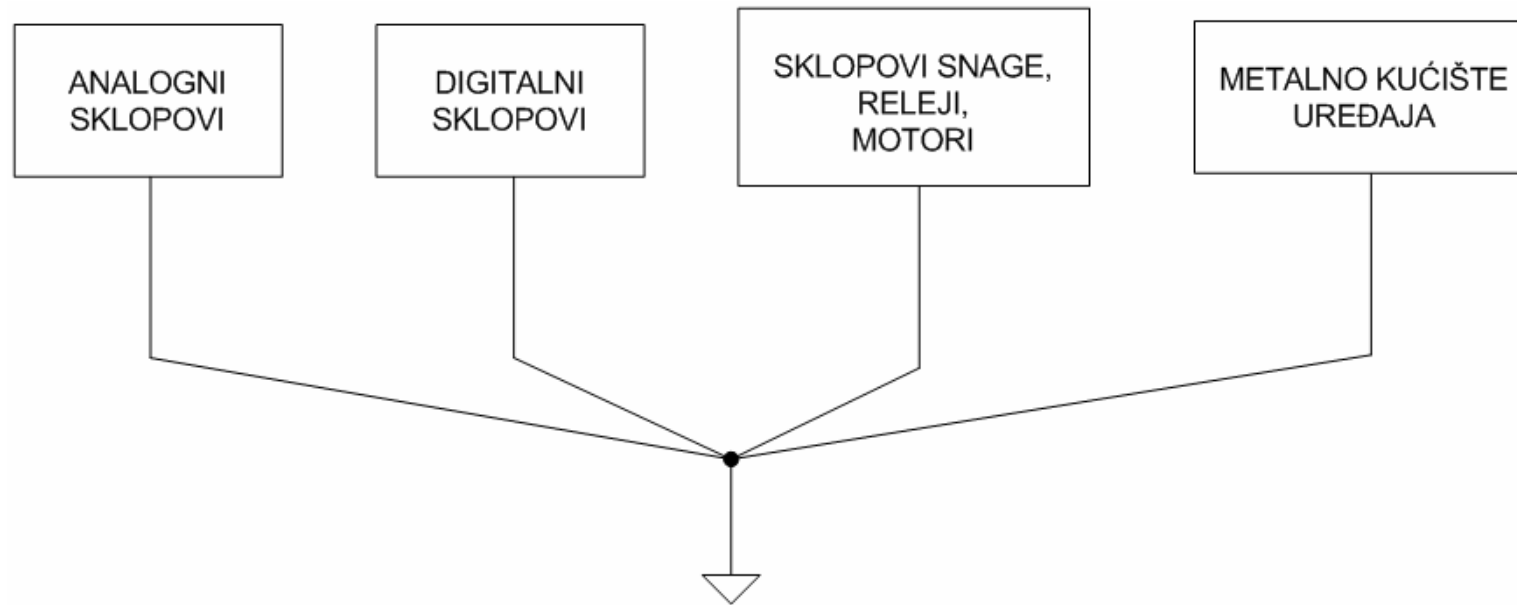 ANALOGNI
SKLOPOVI
DIGITALNI
SKLOPOVI
SKLOPOVI SNAGE,
RELEJI,
MOTORI
METALNO KUĆIŠTE
UREĐAJA